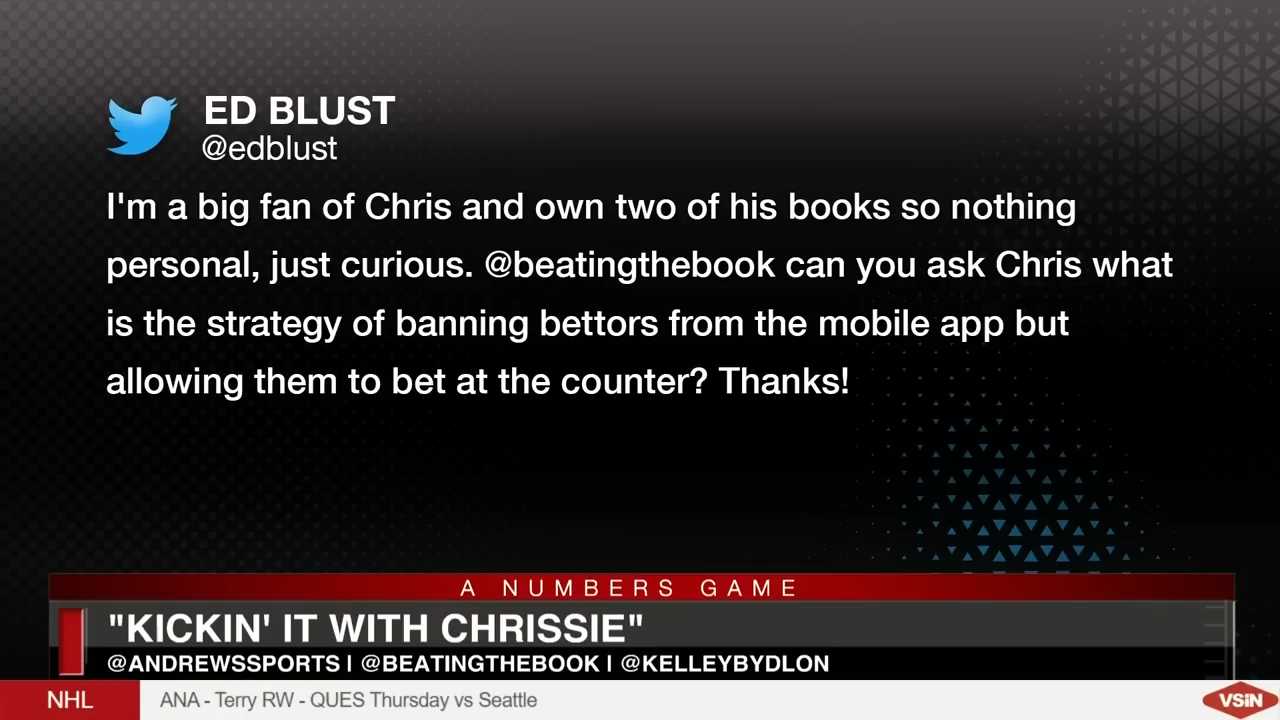 ED BLUST
@edblust
I'm a big fan of Chris and own two of his books so nothing
personal, just curious. @beatingthebook can you ask Chris what
is the strategy of banning bettors from the mobile app but
allowing them to bet at the counter? Thanks!
A NUMBERS GAME
"KICKIN' IT WITH CHRISSIE"
@ANDREWSSPORTS | @BEATINGTHEBOOK | @KELLEYBYDLON
NHL ANA - Terry RW - QUES Thursday vs Seattle VSiN